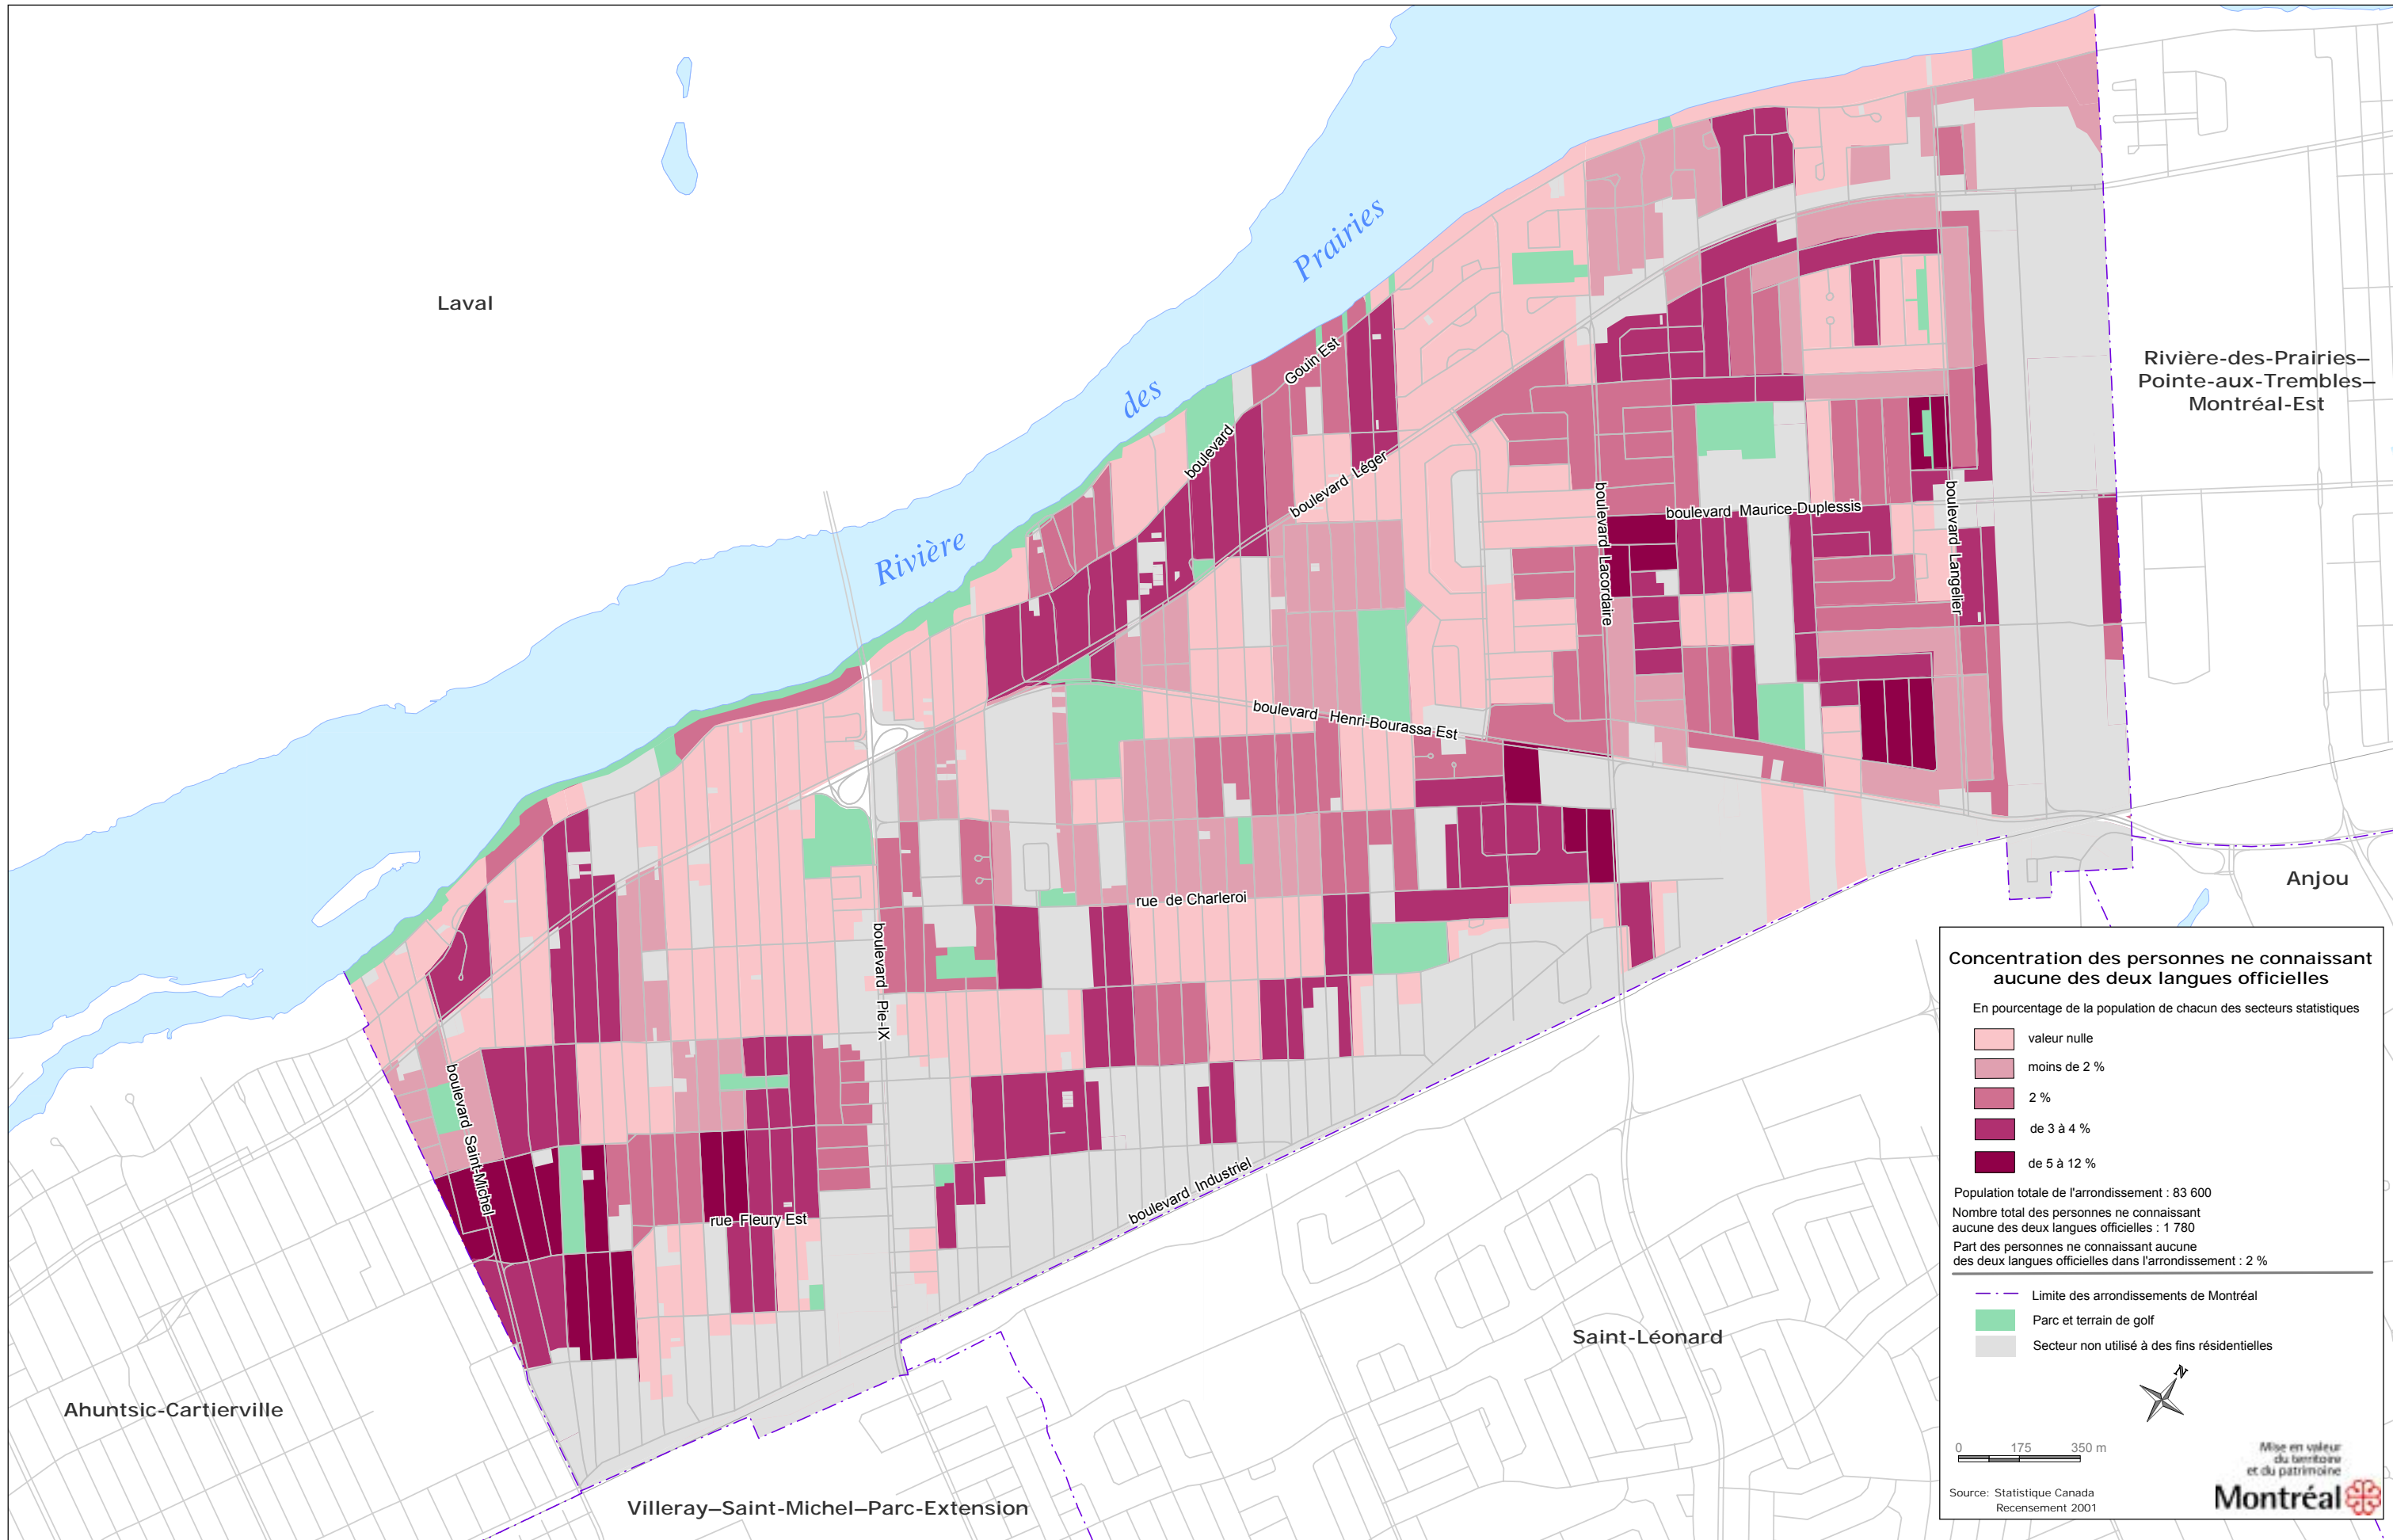 Laval
Rivière
des
Prairies
Rivière-des-Prairies–
Pointe-aux-Trembles–
Montréal-Est
boulevard
Gouin Est
boulevard Léger
boulevard Lacordaire
boulevard Maurice-Duplessis
boulevard Langelier
boulevard Henri-Bourassa Est
rue de Charleroi
boulevard Pie-IX
boulevard Saint-Michel
rue Fleury Est
boulevard Industriel
Anjou
Saint-Léonard
Ahuntsic-Cartierville
Villeray–Saint-Michel–Parc-Extension
Concentration des personnes ne connaissant
aucune des deux langues officielles
En pourcentage de la population de chacun des secteurs statistiques
valeur nulle
moins de 2 %
2 %
de 3 à 4 %
de 5 à 12 %
Population totale de l'arrondissement : 83 600
Nombre total des personnes ne connaissant
aucune des deux langues officielles : 1 780
Part des personnes ne connaissant aucune
des deux langues officielles dans l'arrondissement : 2 %
Limite des arrondissements de Montréal
Parc et terrain de golf
Secteur non utilisé à des fins résidentielles
N
0 175 350 m
Mise en valeur
du territoire
et du patrimoine
Montréal
Source: Statistique Canada
Recensement 2001